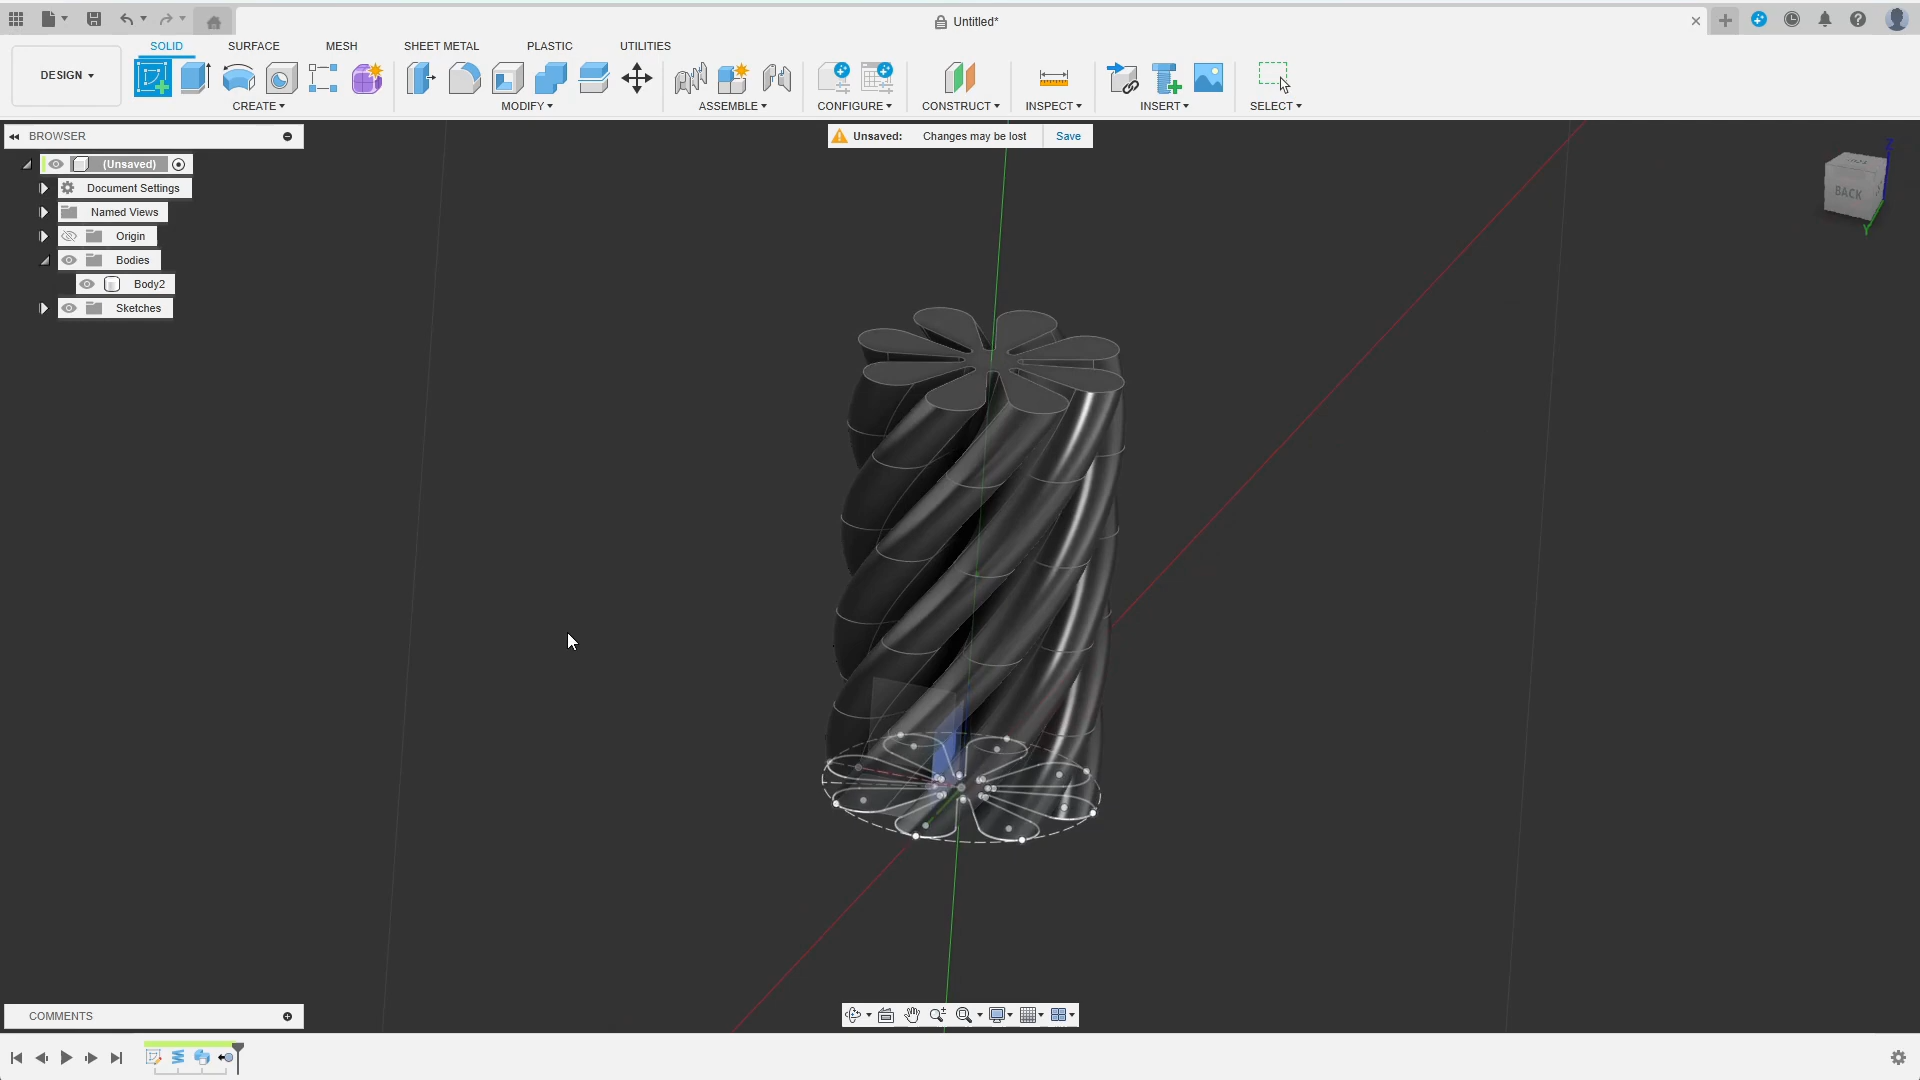 Untitled*
SOLID
SURFACE
MESH
SHEET METAL
PLASTIC
UTILITIES
DESIGN
CREATE
MODIFY
ASSEMBLE
CONFIGURE
CONSTRUCT
INSPECT
INSERT
SELECT
BROWSER
Unsaved: Changes may be lost Save
(Unsaved)
Document Settings
Named Views
Origin
Bodies
Body2
Sketches
Z
BACK
Y
COMMENTS